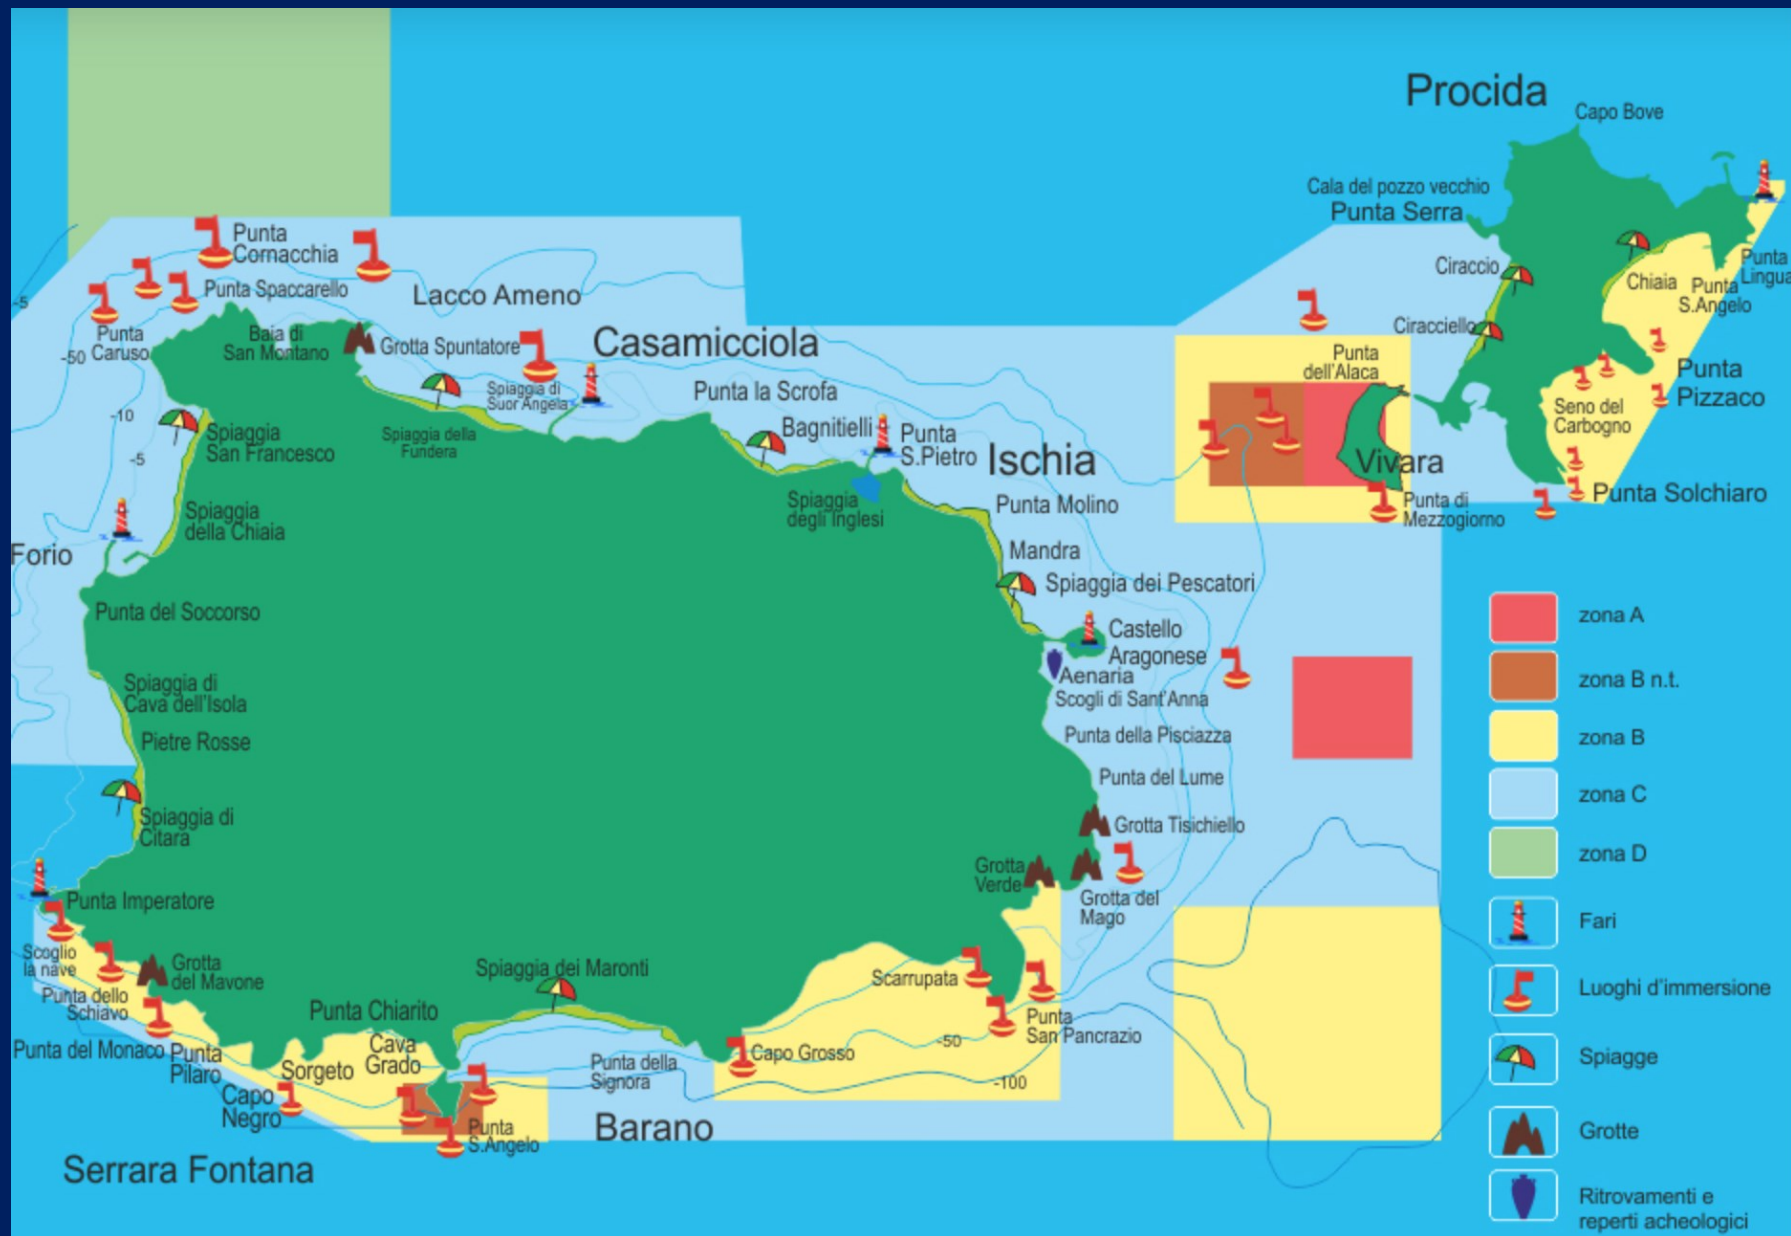 Procida
Capo Bove
Cala del pozzo vecchio
Punta Serra
Ciraccio
Ciracciello
Chiaia
Punta
Lingua
Punta
S.Angelo
Punta
dell'Alaca
Punta
Pizzaco
Seno del
Carbogno
Vivara
Punta di
Mezzogiorno
Punta Solchiaro
Punta
Cornacchia
Punta Spaccarello
Lacco Ameno
-5
Punta
Caruso
-50
Baia di
San Montano
Grotta Spuntatore
Casamicciola
Spiaggia di
Suor Angela
Punta la Scrofa
-10
Spiaggia
San Francesco
Spiaggia della
Fundera
Bagnitielli
Punta
S.Pietro
Ischia
-5
Spiaggia
della Chiaia
Spiaggia
degli Inglesi
Punta Molino
Forio
Mandra
Spiaggia dei Pescatori
Punta del Soccorso
Castello
Aragonese
Aenaria
Scogli di Sant'Anna
Spiaggia di
Cava dell'Isola
Pietre Rosse
Punta della Pisciazza
Punta del Lume
Spiaggia di
Citara
Grotta Tisichiello
Grotta
Verde
Grotta del
Mago
Punta Imperatore
Scoglio
la nave
Grotta
del Mavone
Spiaggia dei Maronti
Scarrupata
Punta dello
Schiavo
Punta Chiarito
Punta
San Pancrazio
Punta del Monaco
Punta
Pilaro
Sorgeto
Cava
Grado
Punta della
Signora
Capo Grosso
-50
-100
Capo
Negro
Punta
S.Angelo
Barano
Serrara Fontana
zona A
zona B n.t.
zona B
zona C
zona D
Fari
Luoghi d'immersione
Spiagge
Grotte
Ritrovamenti e
reperti acheologici